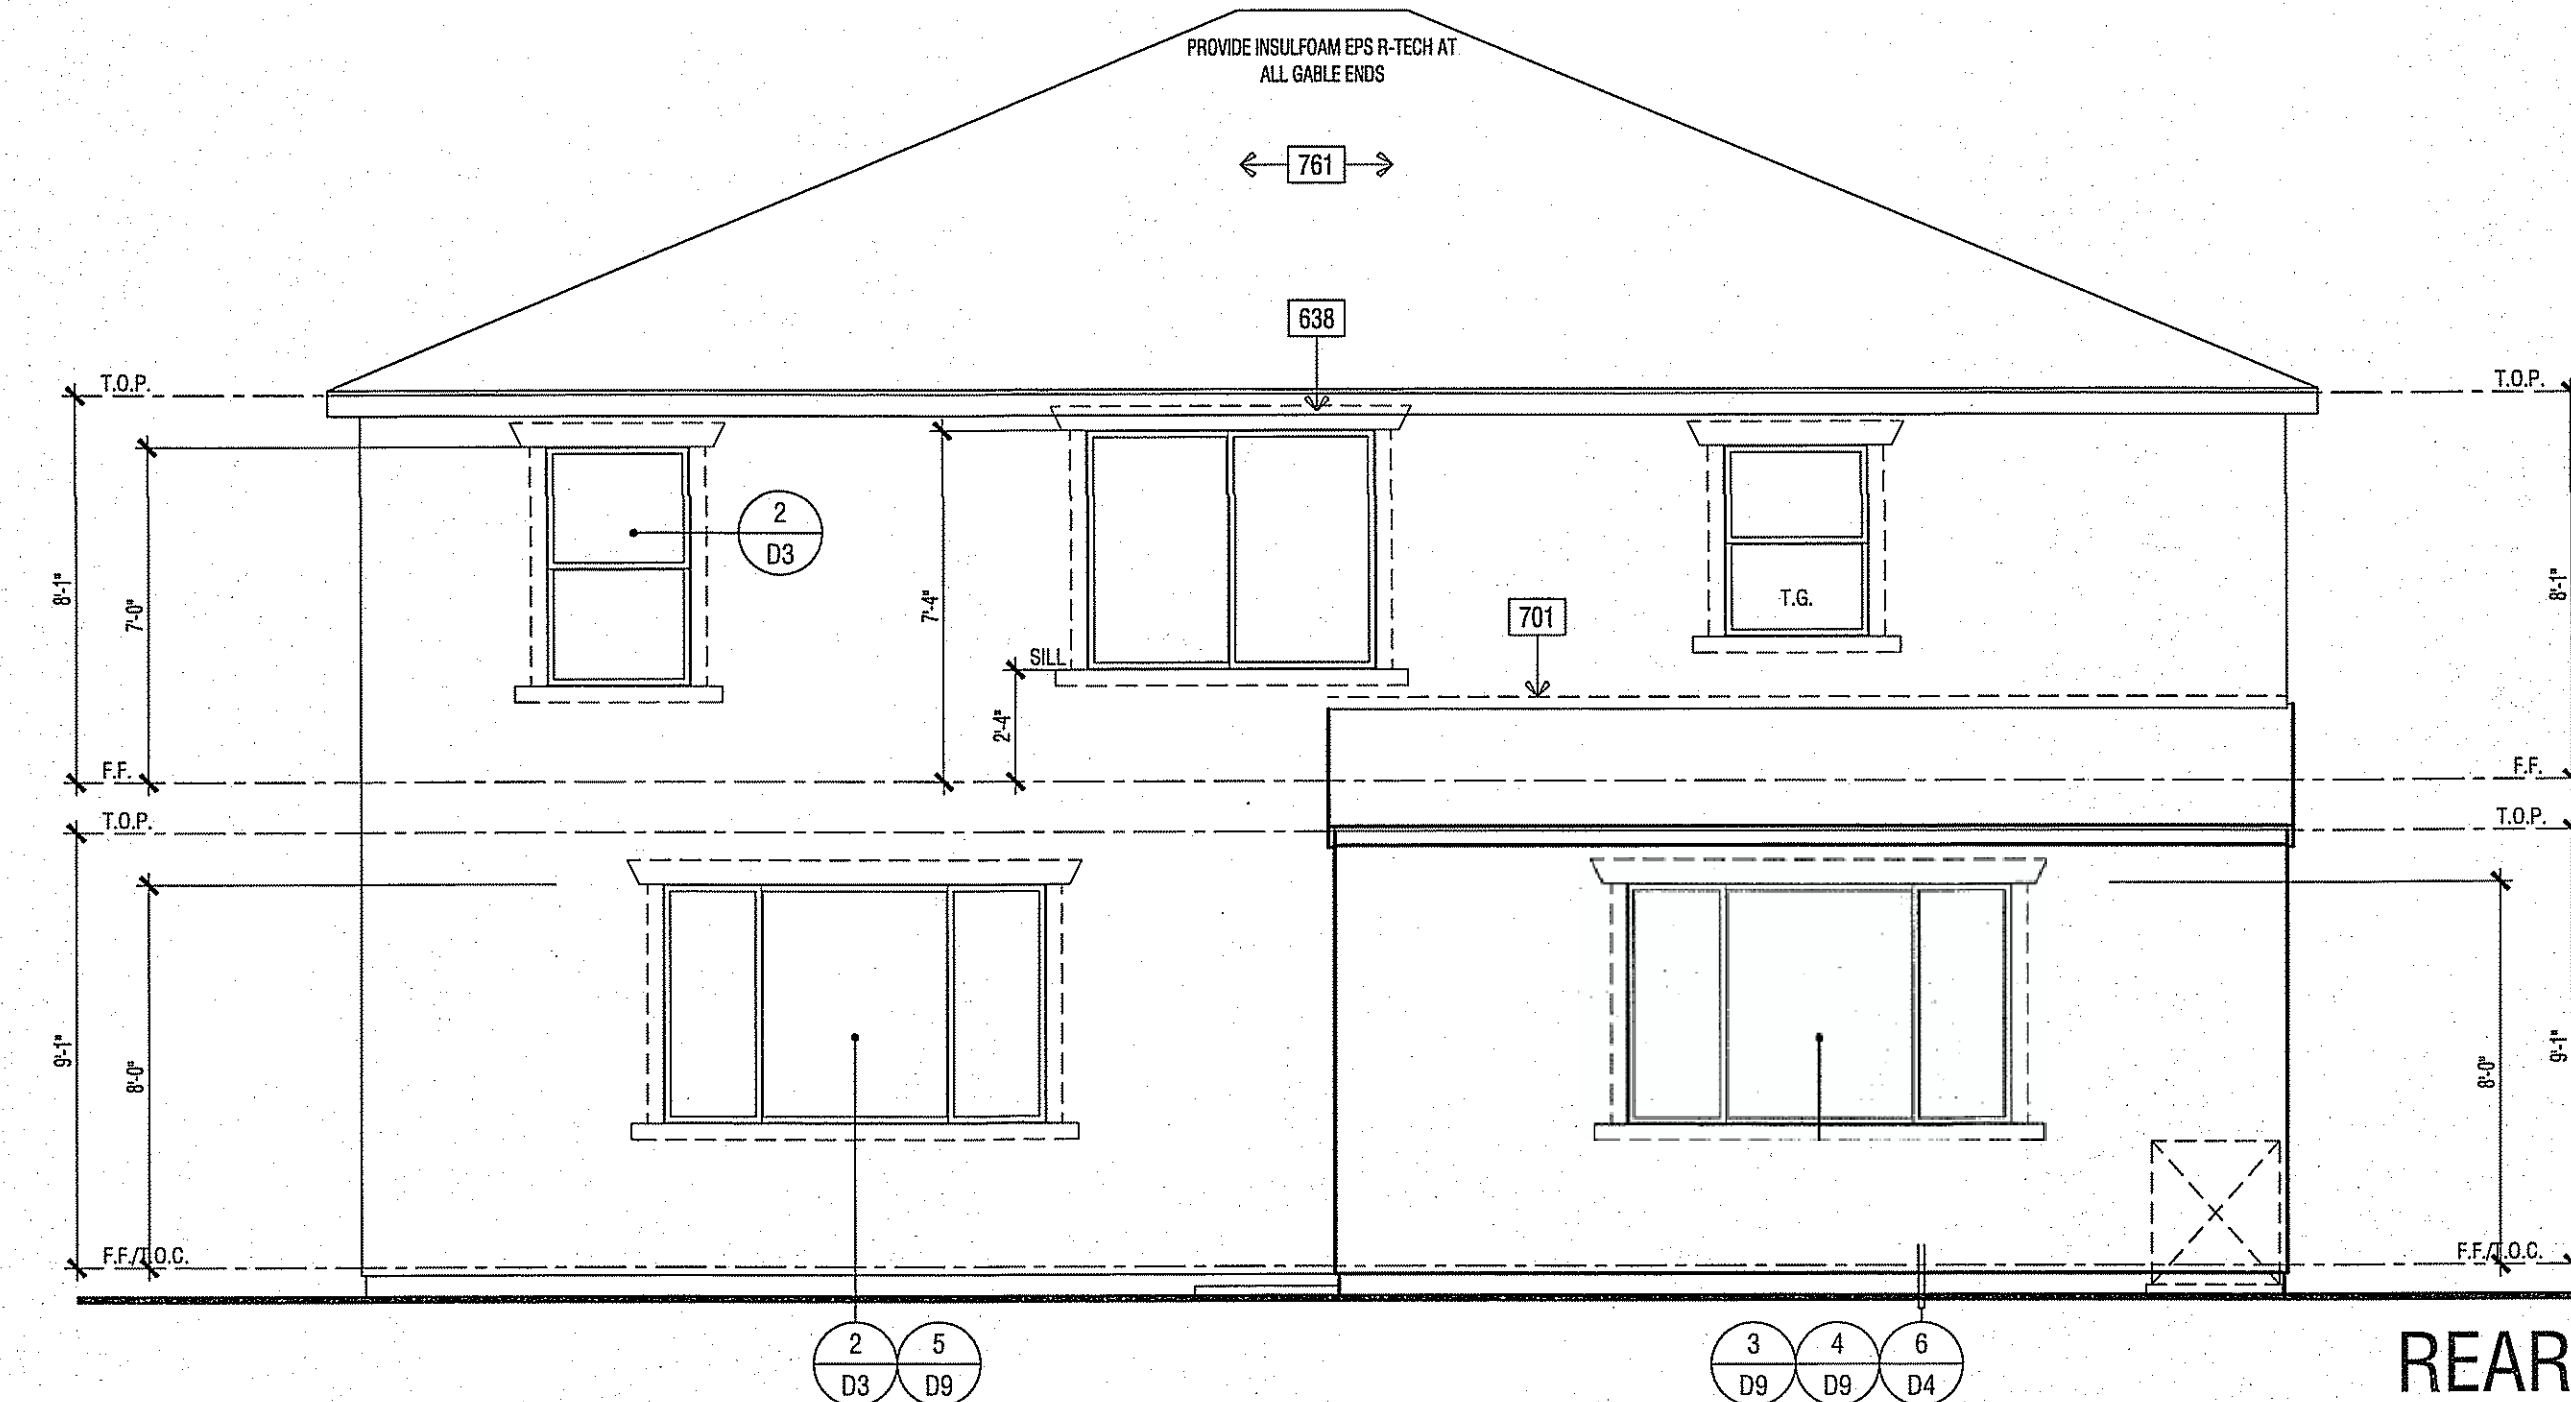 PROVIDE INSULFOAM EPS R-TECH AT
ALL GABLE ENDS
761
638
T.O.P.
T.O.P.
2
D3
8'-1"
7'-0"
7'-4"
701
T.G.
8'-1"
SILL
2'-4"
F.F.
F.F.
T.O.P.
T.O.P.
9'-1"
8'-0"
8'-0"
9'-1"
F.F./T.O.C.
F.F./T.O.C.
2
D3
5
D9
3
D9
4
D9
6
D4
REAR